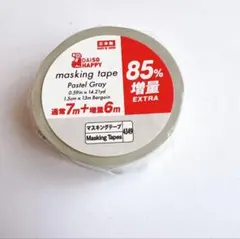 日本製
DAISO
HAPPY
masking tape
Pastel Gray
0.59in × 14.21yd
1.5cm × 13m Bargain
通常7m+増量6m
85%
増量
EXTRA
マスキングテープ
Masking Tapes